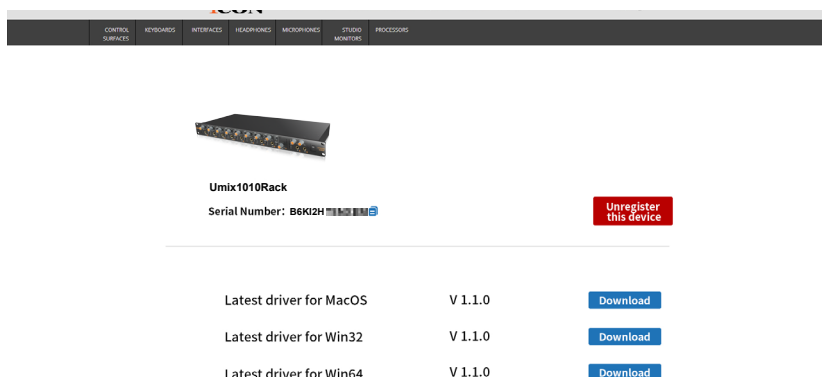 iCON
CONTROL SURFACES KEYBOARDS INTERFACES HEADPHONES MICROPHONES STUDIO MONITORS PROCESSORS
Umix1010Rack
Serial Number: B6KI2H
Unregister
this device
Latest driver for MacOS V 1.1.0 Download
Latest driver for Win32 V 1.1.0 Download
Latest driver for Win64 V 1.1.0 Download